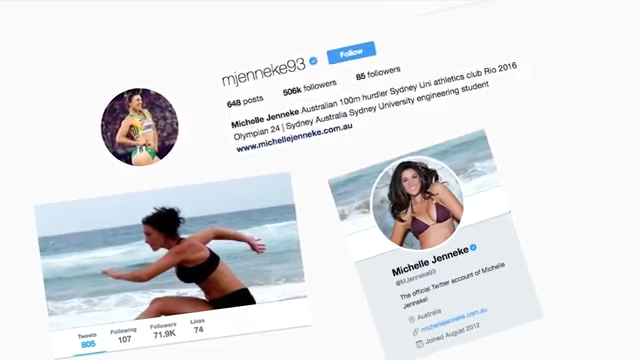 mjenneke93 Follow
648 posts 506k followers 85 followers
Michelle Jenneke Australian 100m hurdler Sydney Uni athletics club Rio 2016
Olympian 24 | Sydney Australia Sydney University engineering student
www.michellejenneke.com.au
Tweets Following Followers Likes
805 107 71.9K 74
Michelle Jenneke
@MJenneke93
The official Twitter account of Michelle
Jenneke!
Australia
michellejenneke.com.au
Joined August 2012